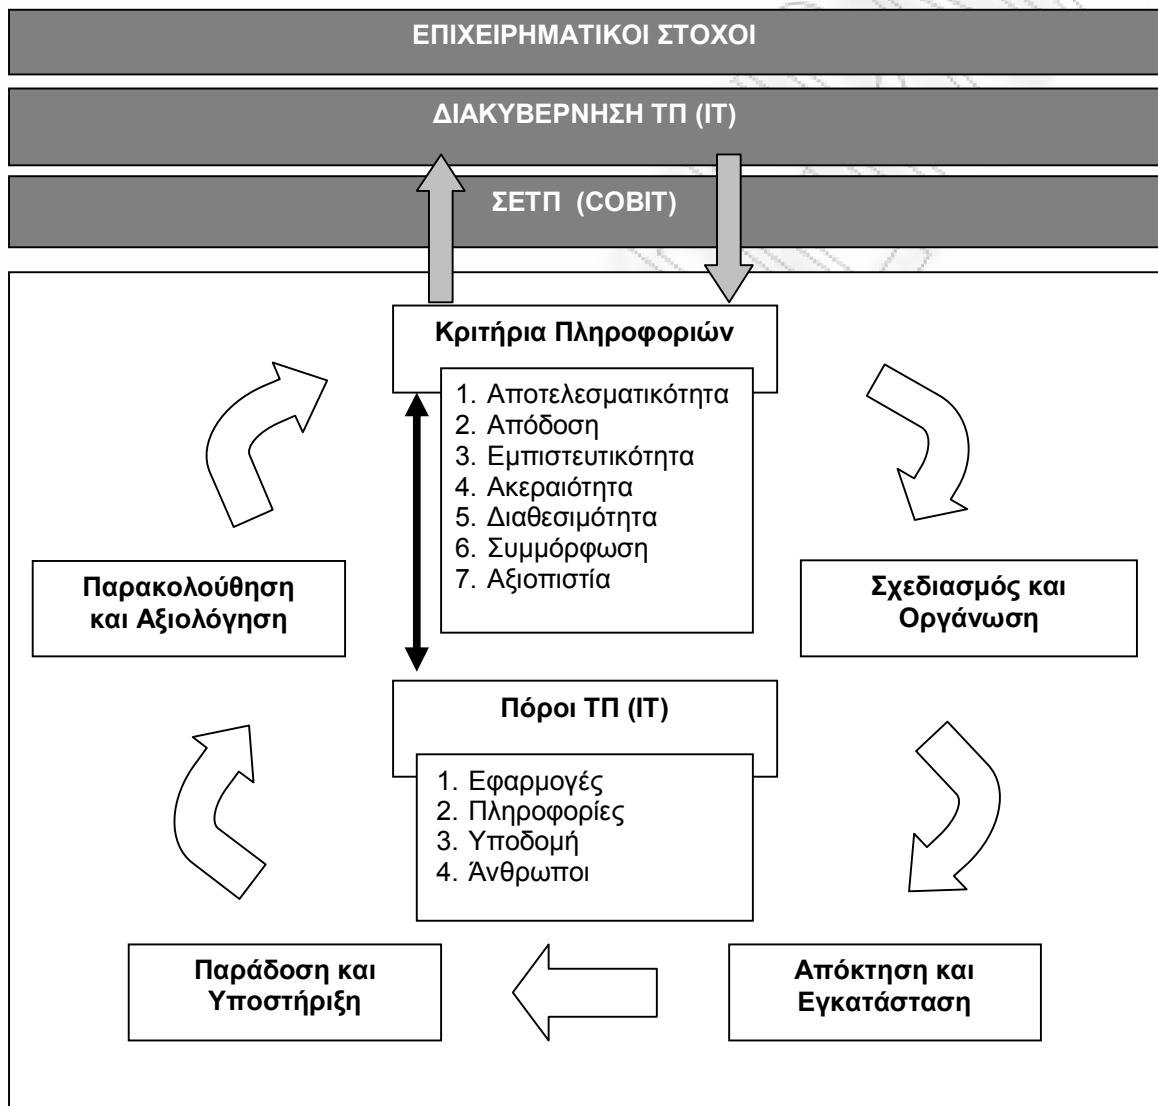 ΕΠΙΧΕΙΡΗΜΑΤΙΚΟΙ ΣΤΟΧΟΙ
ΔΙΑΚΥΒΕΡΝΗΣΗ ΤΠ (IT)
ΣΕΤΠ (COBIT)
Κριτήρια Πληροφοριών
1. Αποτελεσματικότητα
2. Απόδοση
3. Εμπιστευτικότητα
4. Ακεραιότητα
5. Διαθεσιμότητα
6. Συμμόρφωση
7. Αξιοπιστία
Παρακολούθηση
και Αξιολόγηση
Σχεδιασμός και
Οργάνωση
Πόροι ΤΠ (IT)
1. Εφαρμογές
2. Πληροφορίες
3. Υποδομή
4. Άνθρωποι
Παράδοση και
Υποστήριξη
Απόκτηση και
Εγκατάσταση